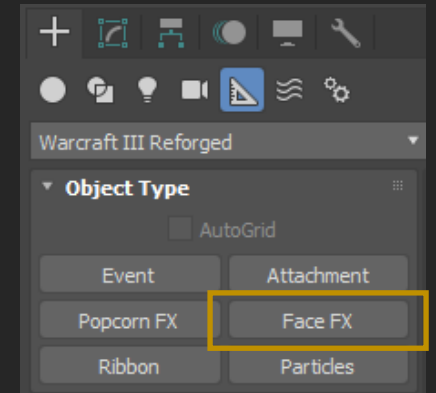 Warcraft III Reforged
Object Type
AutoGrid
Event Attachment
Popcorn FX Face FX
Ribbon Particles